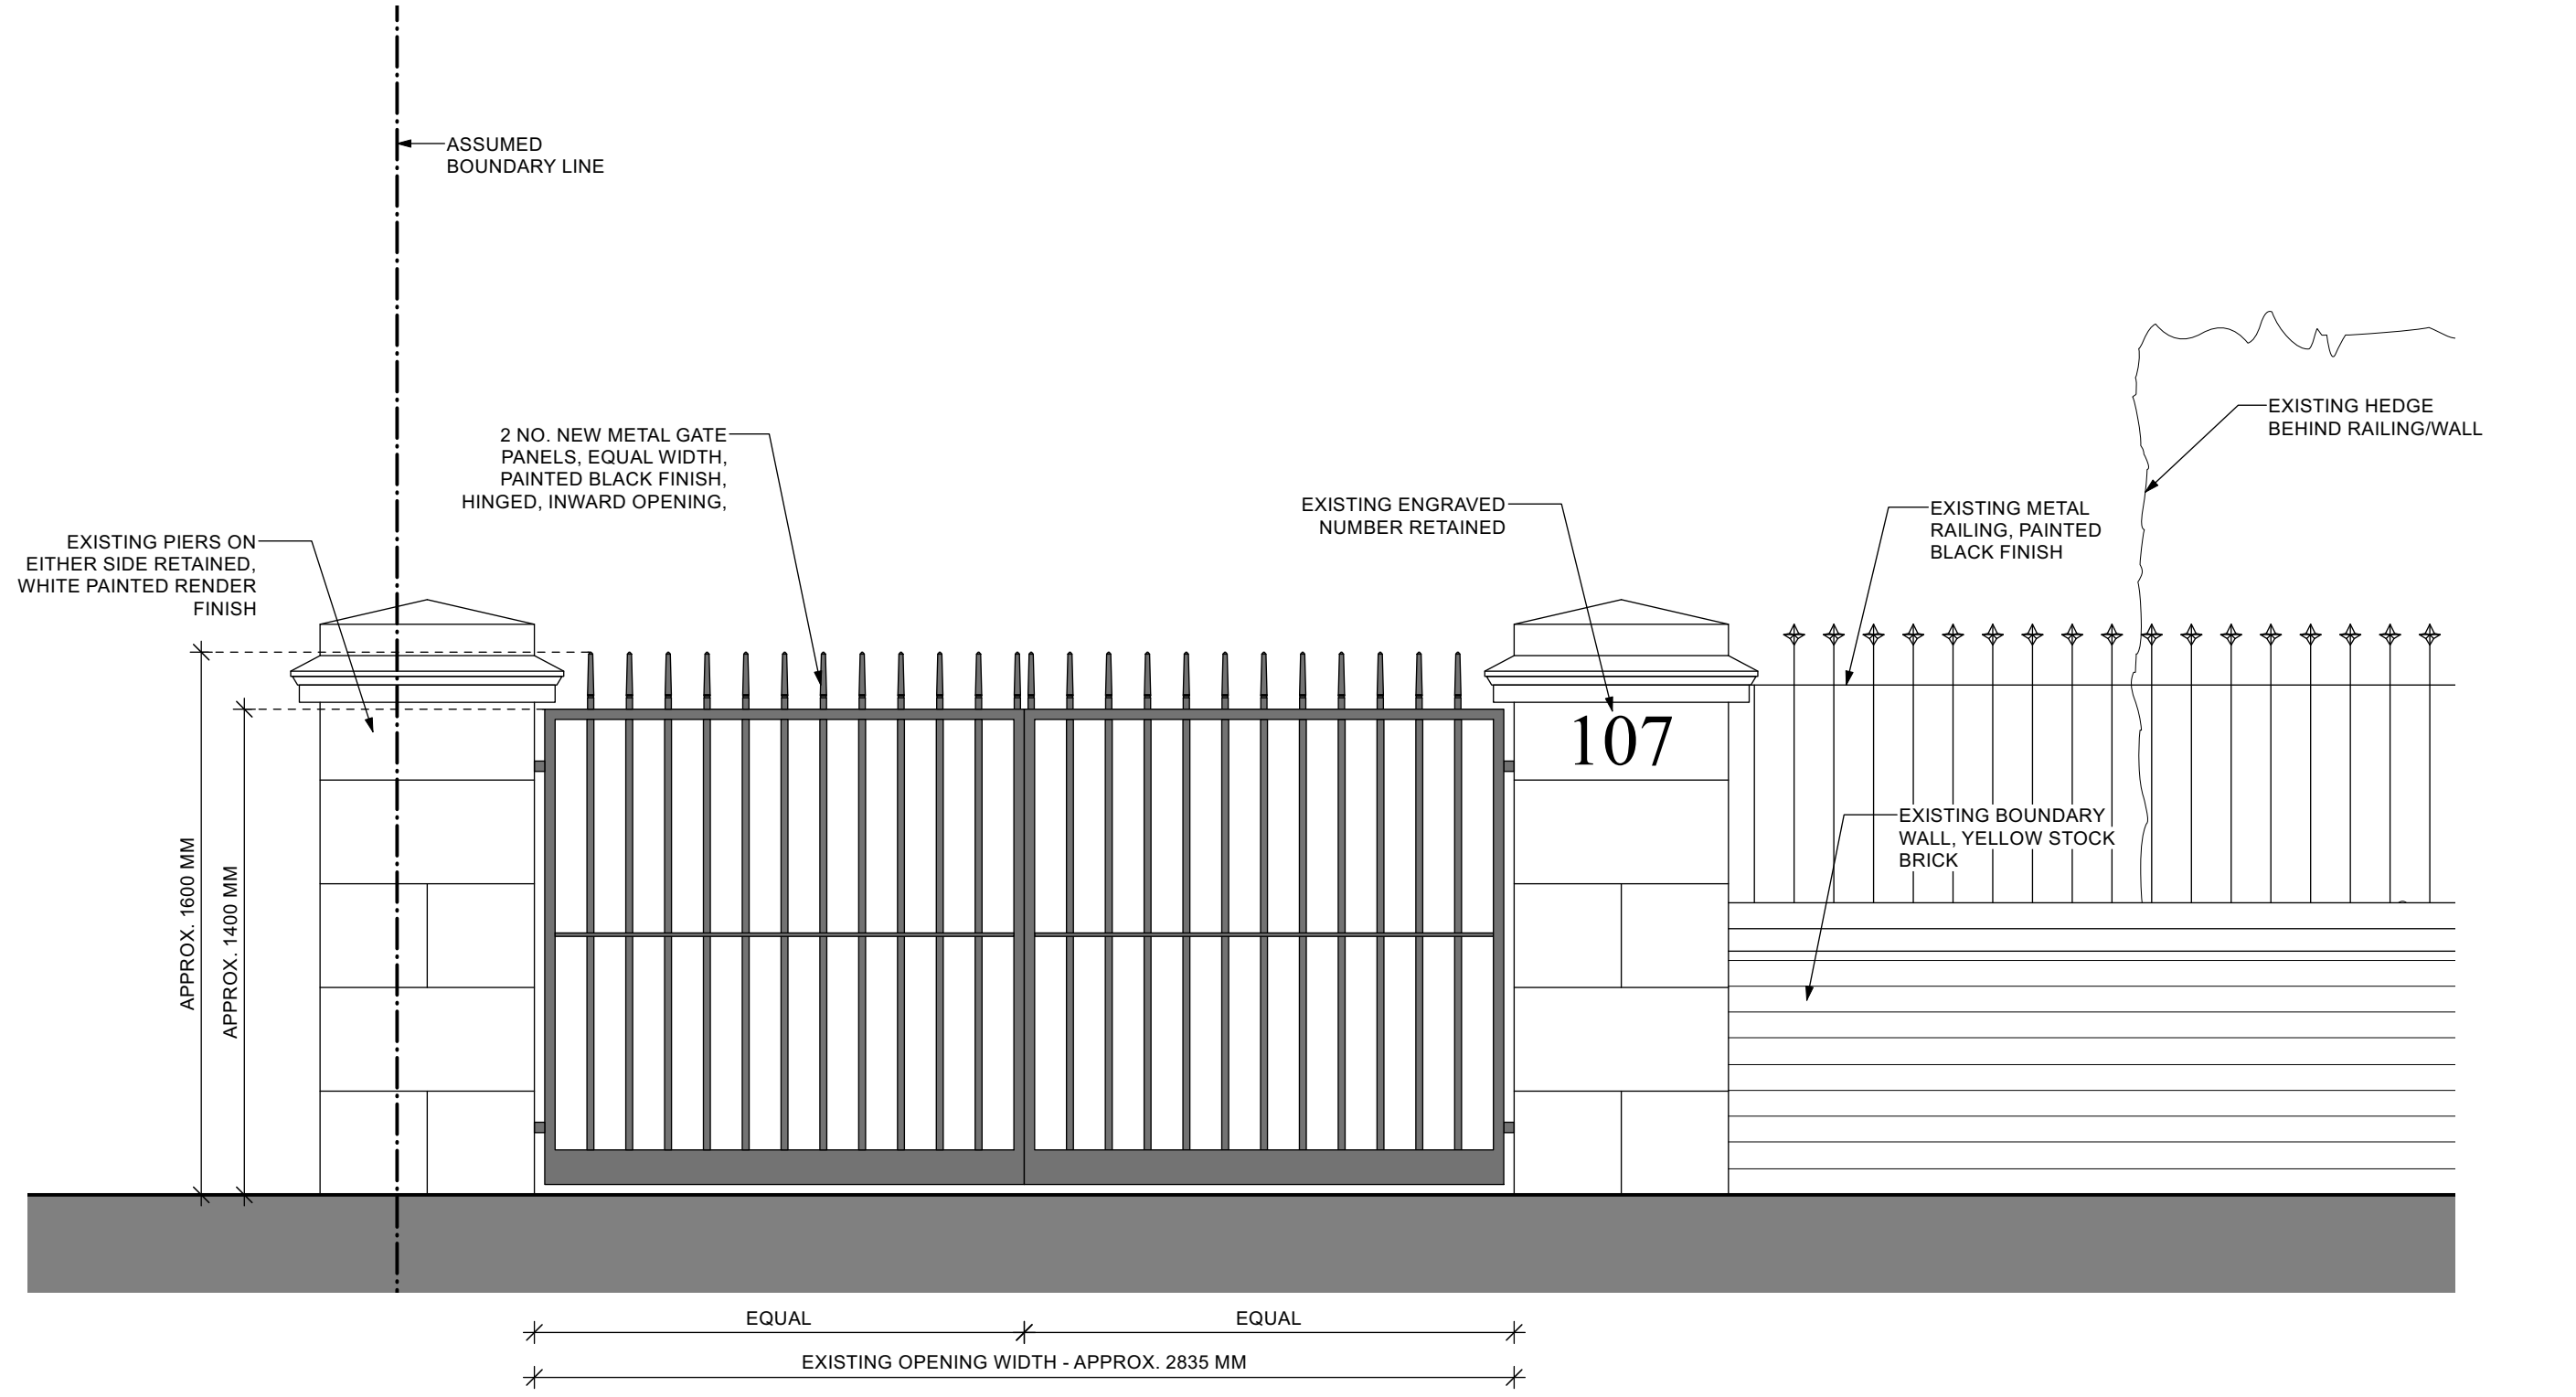 ASSUMED
BOUNDARY LINE
2 NO. NEW METAL GATE
PANELS, EQUAL WIDTH,
PAINTED BLACK FINISH,
HINGED, INWARD OPENING,
EXISTING HEDGE
BEHIND RAILING/WALL
EXISTING ENGRAVED
NUMBER RETAINED
EXISTING METAL
RAILING, PAINTED
BLACK FINISH
EXISTING PIERS ON
EITHER SIDE RETAINED,
WHITE PAINTED RENDER
FINISH
107
EXISTING BOUNDARY
WALL, YELLOW STOCK
BRICK
APPROX. 1600 MM
APPROX. 1400 MM
EQUAL
EQUAL
EXISTING OPENING WIDTH - APPROX. 2835 MM